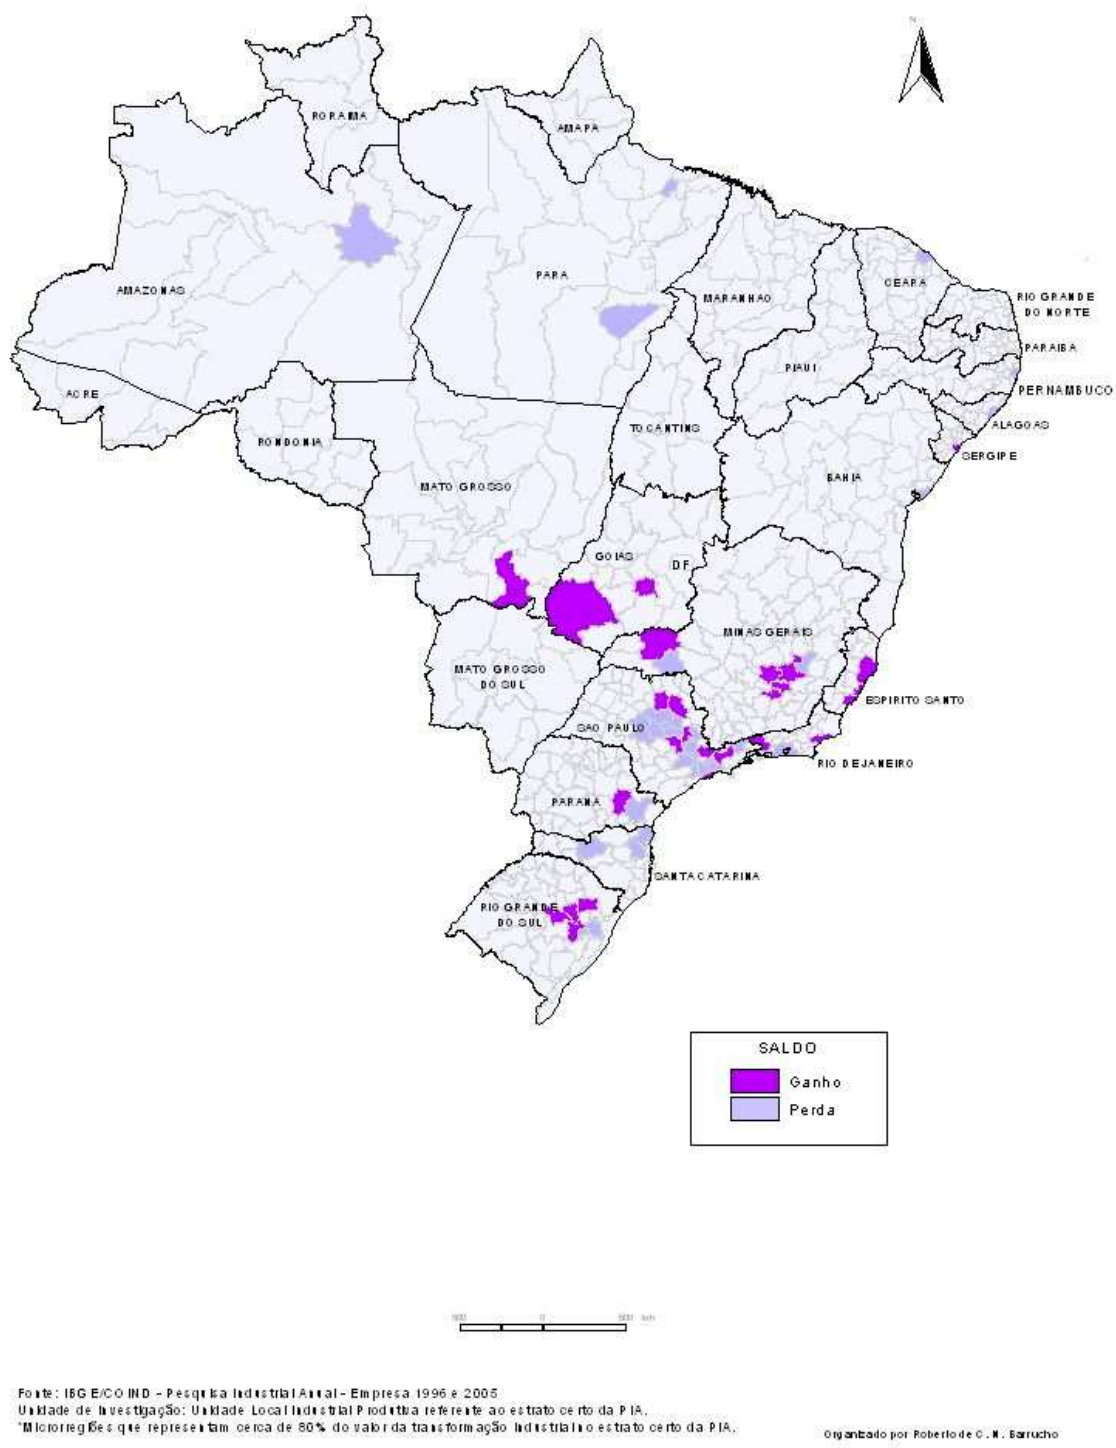 N
RORAIMA
AMAPA
AMAZONAS
PARA
MARANHAO
CEARA
RIO GRANDE
DO NORTE
PARAIBA
PIAUI
ACRE
PERNAMBUCO
TOCANTINS
ALAGOAS
RONDONIA
SERGIPE
MATO GROSSO
BAHIA
GOIAS
DF
MINAS GERAIS
MATO GROSSO
DO SUL
ESPIRITO SANTO
SAO PAULO
RIO DE JANEIRO
PARANA
SANTA CATARINA
RIO GRANDE
DO SUL
SALDO
Ganho
Perda
500 0 500 km
Fonte: IBGE/COIND - Pesquisa Industrial Anual - Empresa 1996 e 2005
Unidade de Investigação: Unidade Local Industrial Produtiva referente ao estrato certo da PIA.
*Microrregiões que representam cerca de 80% do valor da transformação Industrial no estrato certo da PIA.
Organizado por Roberto de C. N. Barrucho